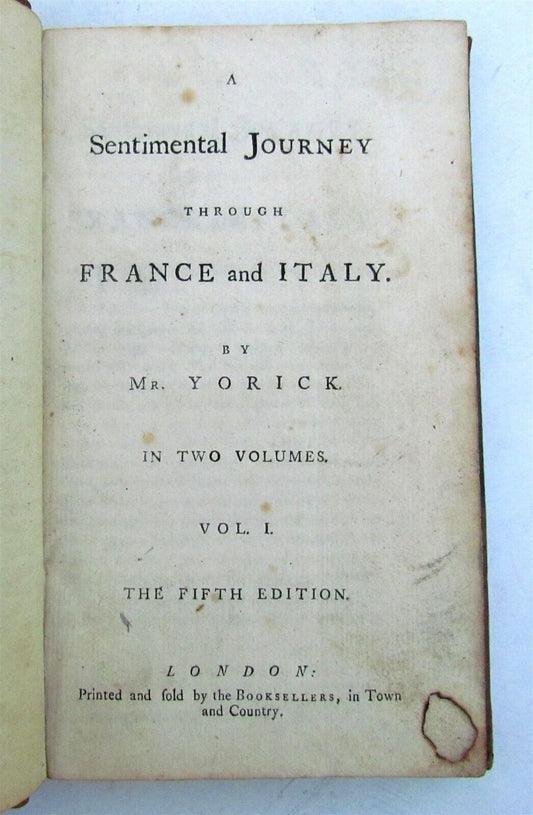 A
Sentimental JOURNEY
THROUGH
FRANCE and ITALY.
BY
MR. YORICK.
IN TWO VOLUMES.
VOL. I.
THE FIFTH EDITION.
LONDON:
Printed and ſold by the BOOKSELLERS, in Town
and Country.